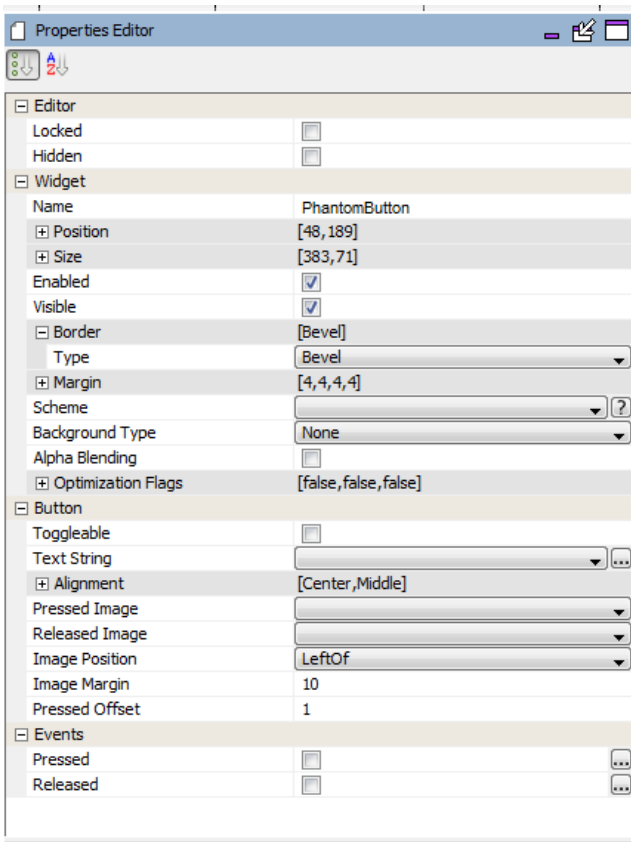 Properties Editor
Editor
Locked
Hidden
Widget
Name PhantomButton
Position [48,189]
Size [383,71]
Enabled
Visible
Border [Bevel]
Type Bevel
Margin [4,4,4,4]
Scheme ?
Background Type None
Alpha Blending
Optimization Flags [false,false,false]
Button
Toggleable
Text String ...
Alignment [Center,Middle]
Pressed Image
Released Image
Image Position LeftOf
Image Margin 10
Pressed Offset 1
Events
Pressed ...
Released ...